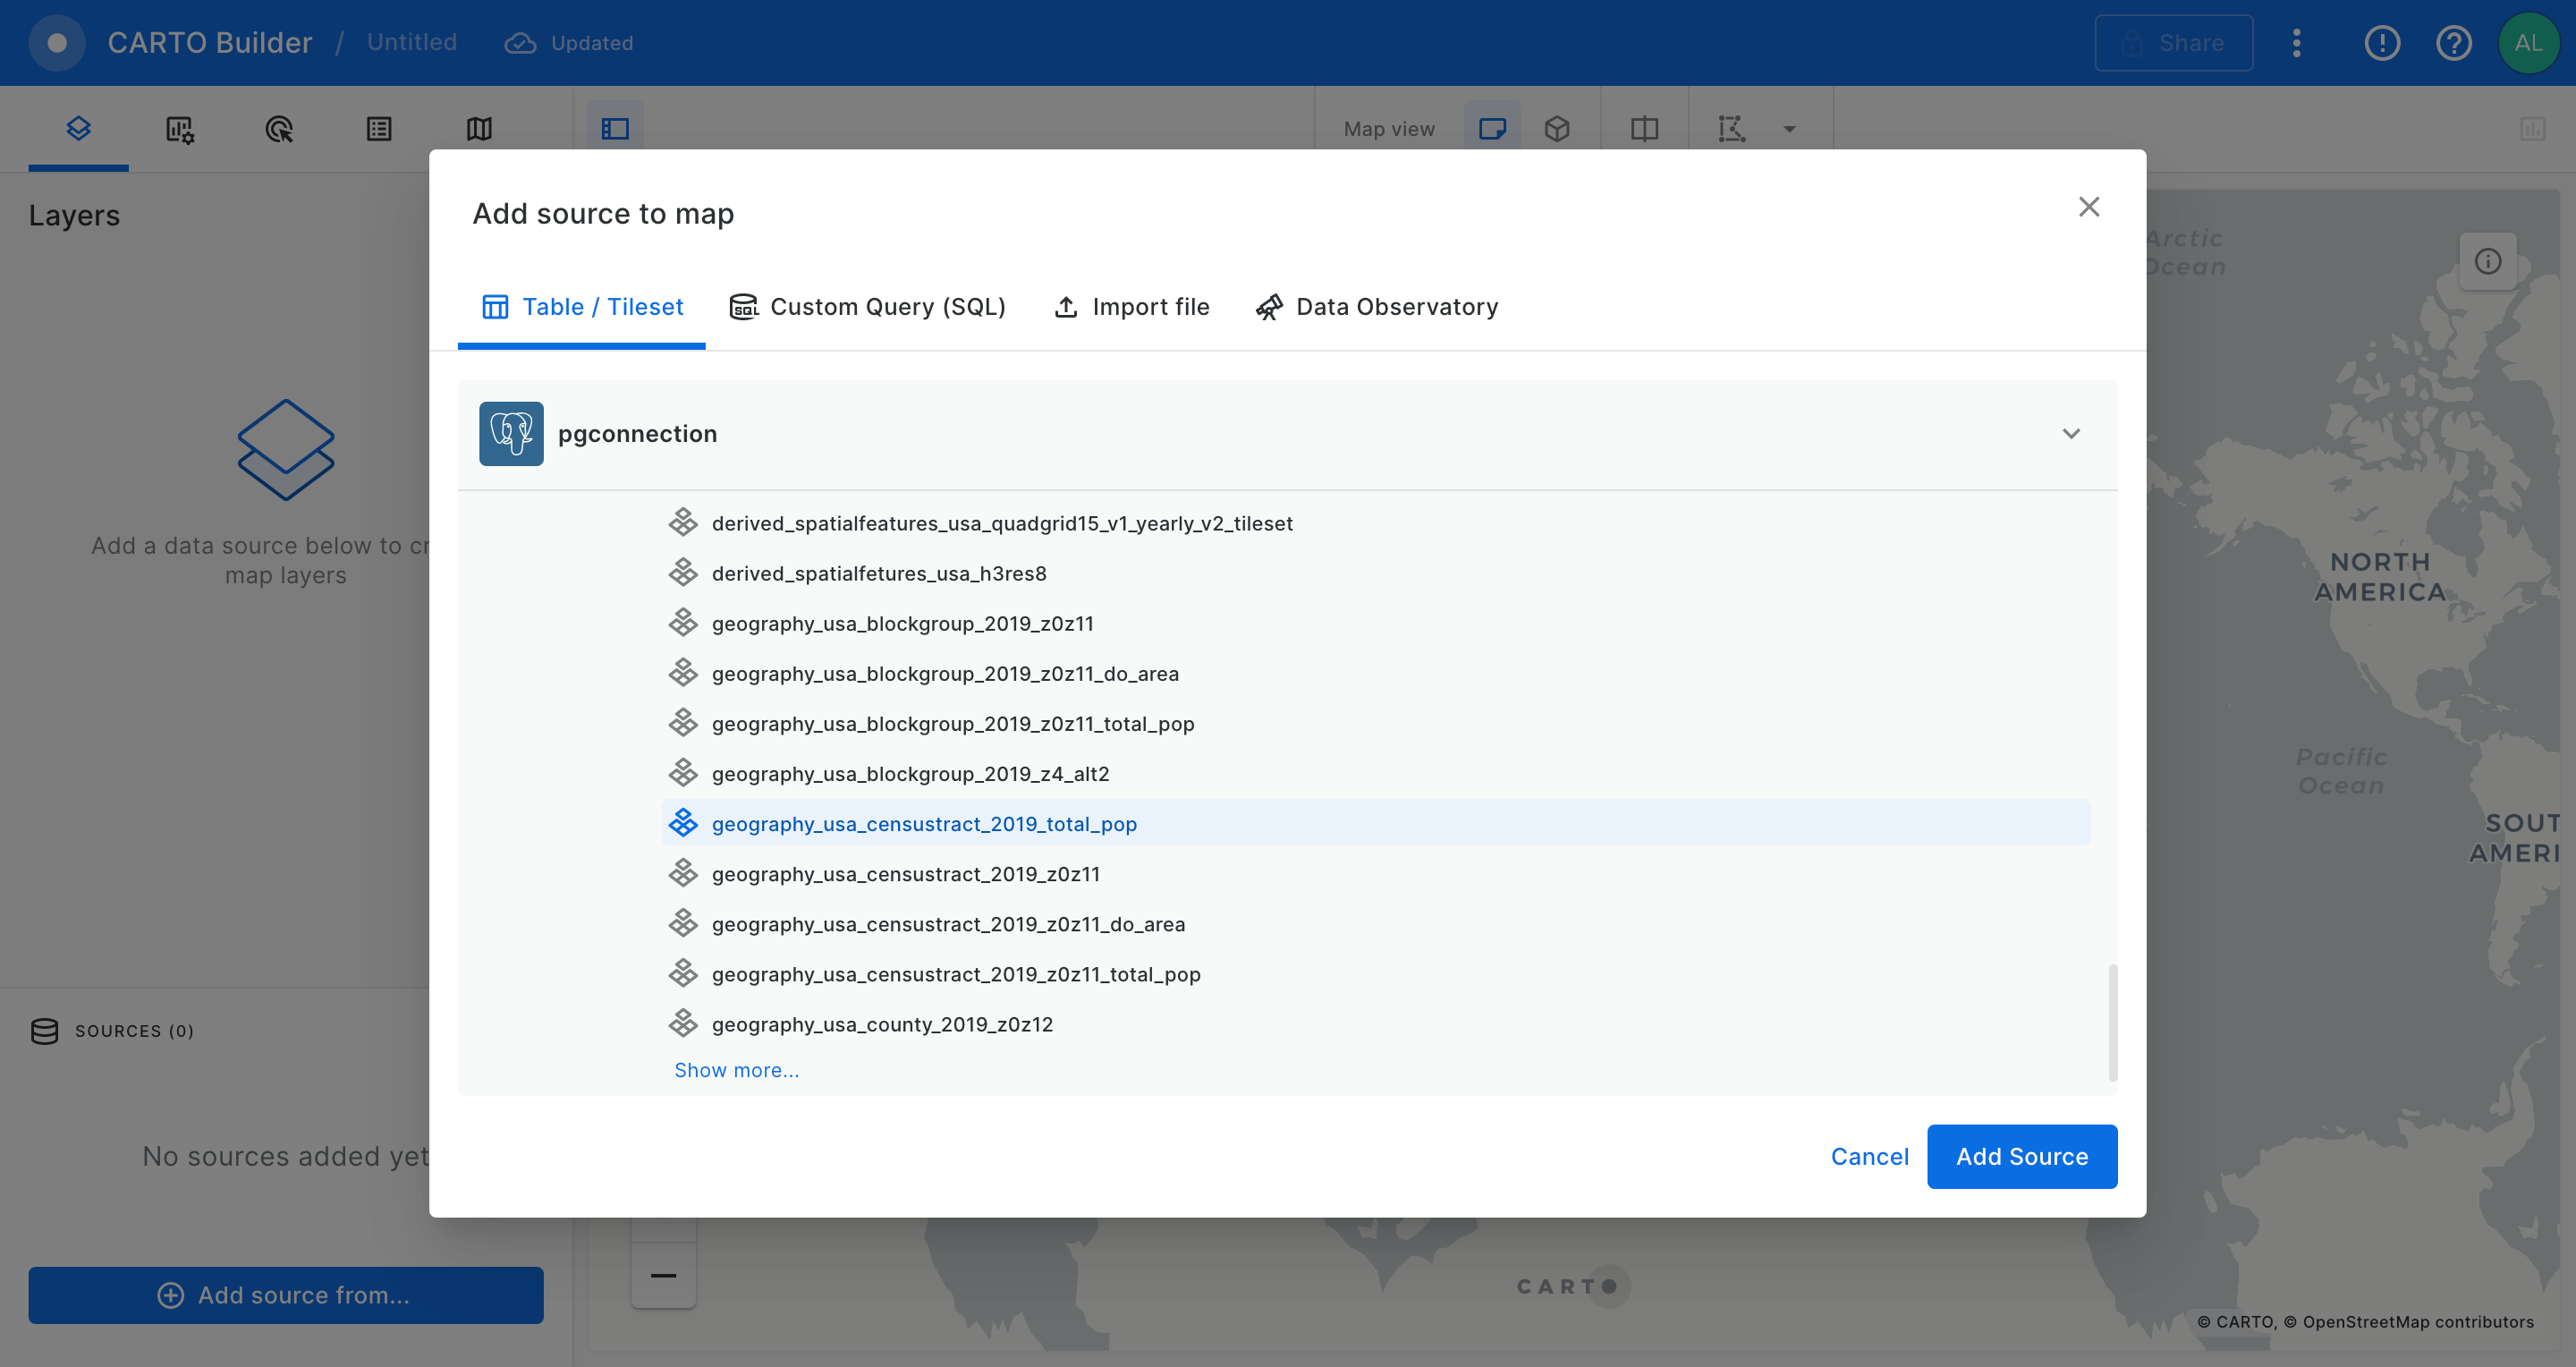 CARTO Builder / Untitled Updated Share AL
Map view
Layers
Add a data source below to cr
map layers
SOURCES (0)
No sources added yet
Add source from...
Add source to map
Table / Tileset Custom Query (SQL) Import file Data Observatory
pgconnection
derived_spatialfeatures_usa_quadgrid15_v1_yearly_v2_tileset
derived_spatialfetures_usa_h3res8
geography_usa_blockgroup_2019_z0z11
geography_usa_blockgroup_2019_z0z11_do_area
geography_usa_blockgroup_2019_z0z11_total_pop
geography_usa_blockgroup_2019_z4_alt2
geography_usa_censustract_2019_total_pop
geography_usa_censustract_2019_z0z11
geography_usa_censustract_2019_z0z11_do_area
geography_usa_censustract_2019_z0z11_total_pop
geography_usa_county_2019_z0z12
Show more...
Cancel Add Source
Arctic
Ocean
NORTH
AMERICA
Pacific
Ocean
SOUT
AMERI
CARTO
© CARTO, © OpenStreetMap contributors